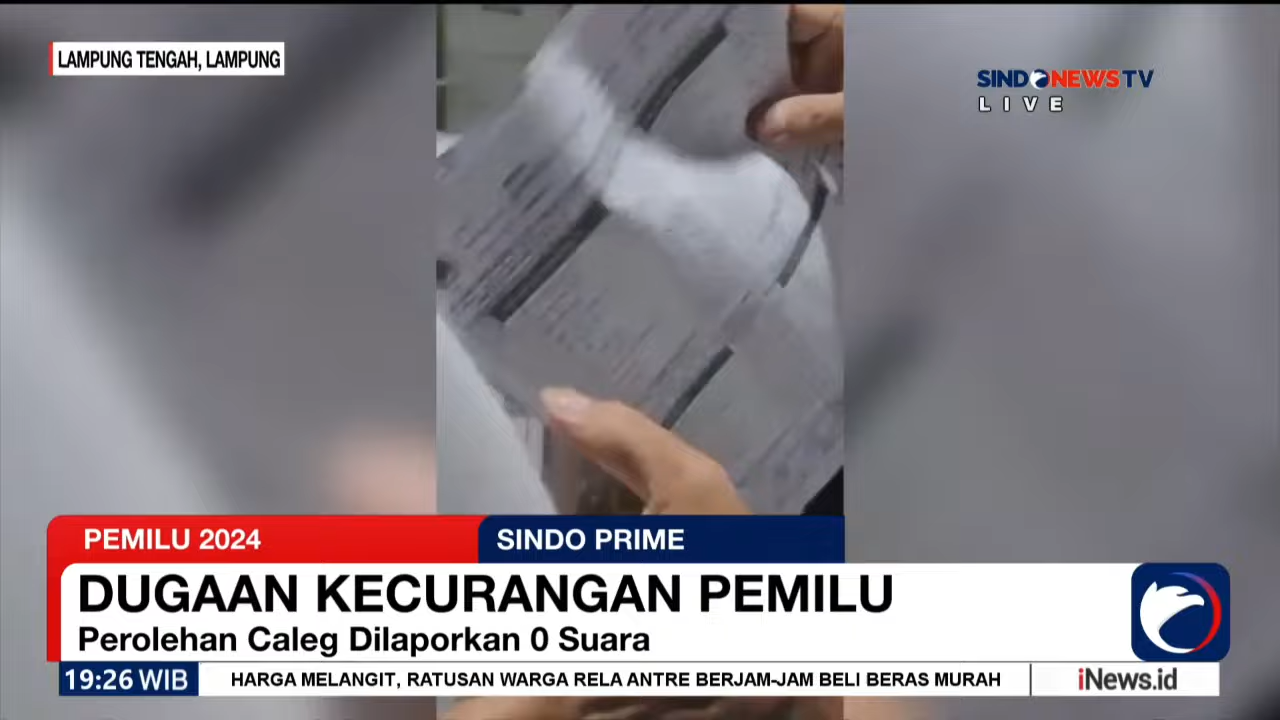 LAMPUNG TENGAH, LAMPUNG
SINDONEWSTV
LIVE
PEMILU 2024
SINDO PRIME
DUGAAN KECURANGAN PEMILU
Perolehan Caleg Dilaporkan 0 Suara
19:26 WIB
HARGA MELANGIT, RATUSAN WARGA RELA ANTRE BERJAM-JAM BELI BERAS MURAH
iNews.id